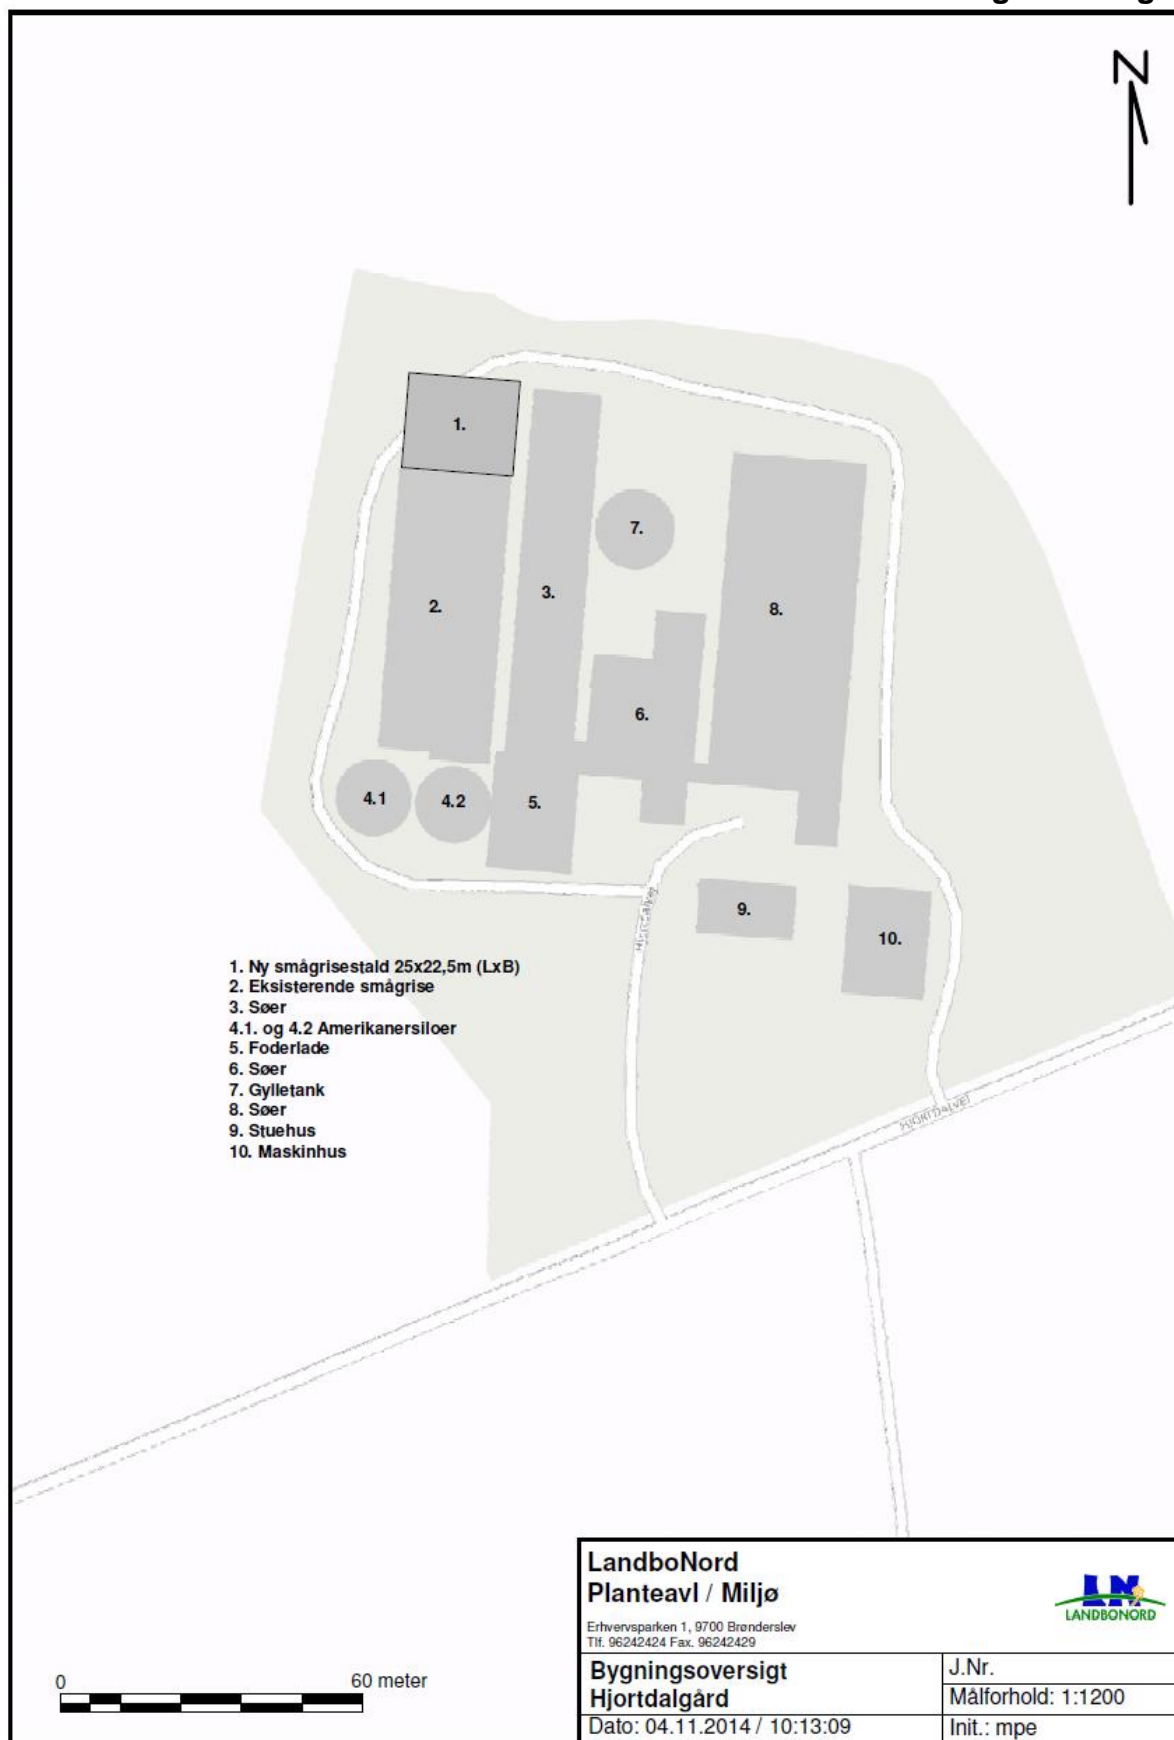 N
1.
7.
3.
2.
8.
6.
4.1
4.2
5.
9.
10.
Hjortdalvej
1. Ny smågrisestald 25x22,5m (LxB)
2. Eksisterende smågrise
3. Søer
4.1. og 4.2 Amerikanersiloer
5. Foderlade
6. Søer
7. Gylletank
8. Søer
9. Stuehus
10. Maskinhus
HJORTDALVEJ
LandboNord
Planteavl / Miljø
LN
LANDBONORD
Erhvervsparken 1, 9700 Brønderslev
Tlf. 96242424 Fax. 96242429
0 60 meter
Bygningsoversigt
Hjortdalgård
J.Nr.
Målforhold: 1:1200
Dato: 04.11.2014 / 10:13:09
Init.: mpe